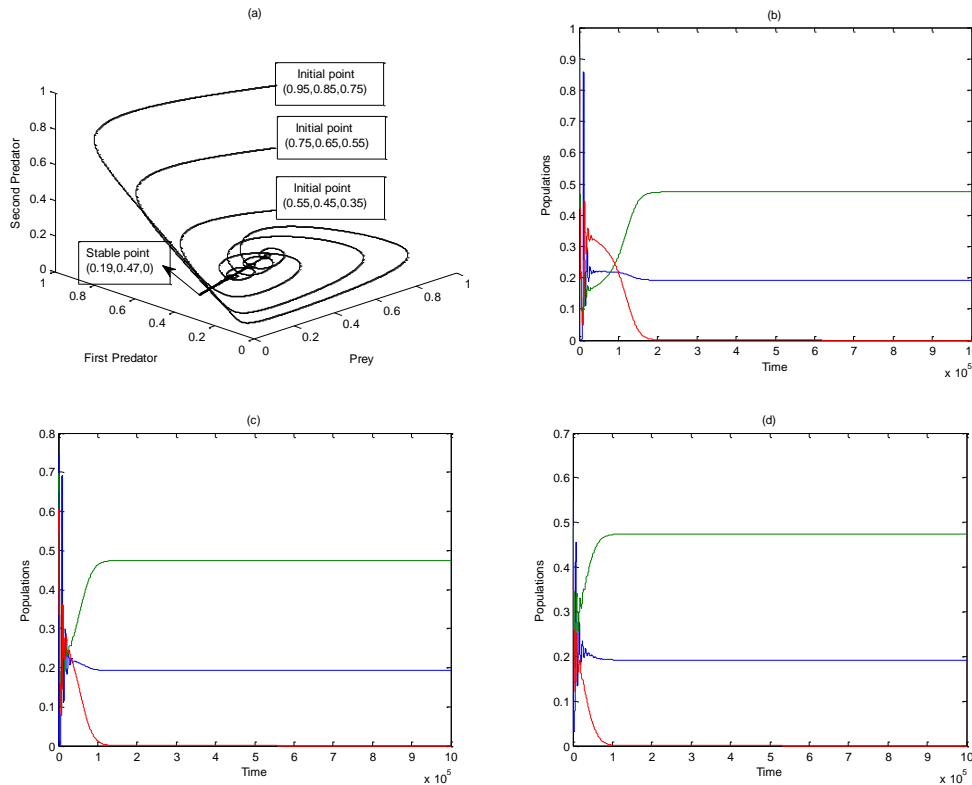 (a)
Initial point
(0.95,0.85,0.75)
Initial point
(0.75,0.65,0.55)
Initial point
(0.55,0.45,0.35)
Stable point
(0.19,0.47,0)
1
0.8
0.6
0.4
0.2
0
Second Predator
1
0.8
0.6
0.4
0.2
0
First Predator
0
0.2
0.4
0.6
0.8
1
Prey
(b)
1
0.9
0.8
0.7
0.6
0.5
0.4
0.3
0.2
0.1
0
Populations
0 1 2 3 4 5 6 7 8 9 10
Time
x 10^5
(c)
0.8
0.7
0.6
0.5
0.4
0.3
0.2
0.1
0
Populations
0 1 2 3 4 5 6 7 8 9 10
Time
x 10^5
(d)
0.7
0.6
0.5
0.4
0.3
0.2
0.1
0
Populations
0 1 2 3 4 5 6 7 8 9 10
Time
x 10^5